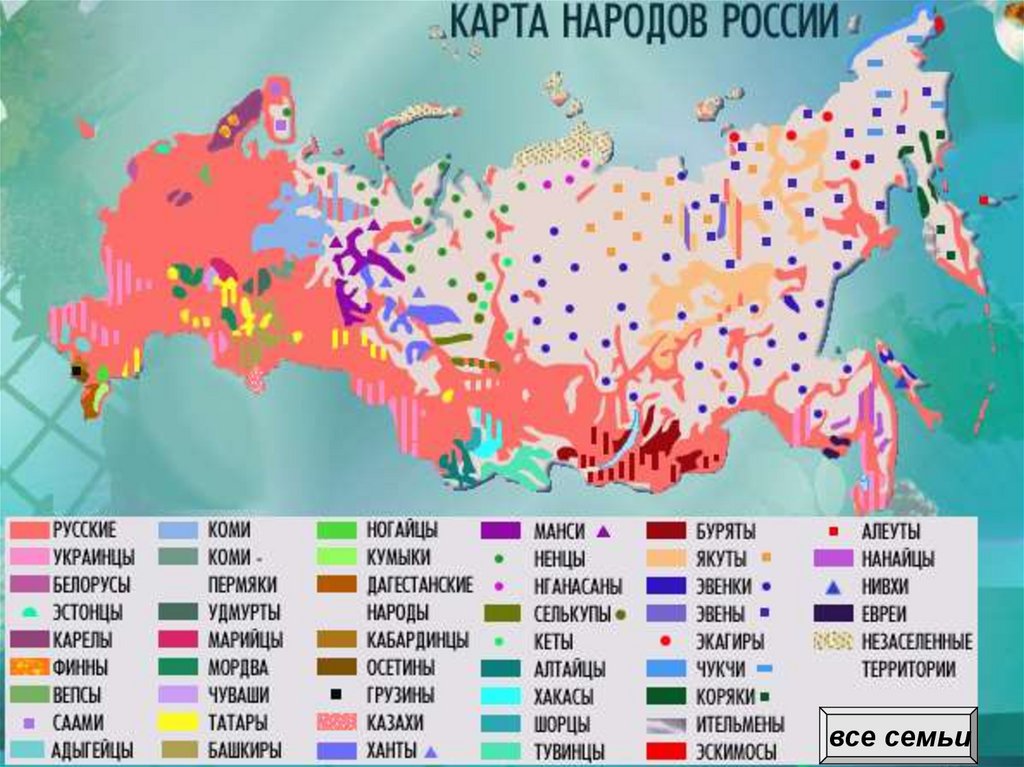 КАРТА НАРОДОВ РОССИИ
РУССКИЕ
УКРАИНЦЫ
БЕЛОРУСЫ
ЭСТОНЦЫ
КАРЕЛЫ
ФИННЫ
ВЕПСЫ
СААМИ
АДЫГЕЙЦЫ
КОМИ
КОМИ -
ПЕРМЯКИ
УДМУРТЫ
МАРИЙЦЫ
МОРДВА
ЧУВАШИ
ТАТАРЫ
БАШКИРЫ
НОГАЙЦЫ
КУМЫКИ
ДАГЕСТАНСКИЕ
НАРОДЫ
КАБАРДИНЦЫ
ОСЕТИНЫ
ГРУЗИНЫ
КАЗАХИ
ХАНТЫ
МАНСИ
НЕНЦЫ
НГАНАСАНЫ
СЕЛЬКУПЫ
КЕТЫ
АЛТАЙЦЫ
ХАКАСЫ
ШОРЦЫ
ТУВИНЦЫ
БУРЯТЫ
ЯКУТЫ
ЭВЕНКИ
ЭВЕНЫ
ЭКАГИРЫ
ЧУКЧИ
КОРЯКИ
ИТЕЛЬМЕНЫ
ЭСКИМОСЫ
АЛЕУТЫ
НАНАЙЦЫ
НИВХИ
ЕВРЕИ
НЕЗАСЕЛЕННЫЕ
ТЕРРИТОРИИ
все семьи